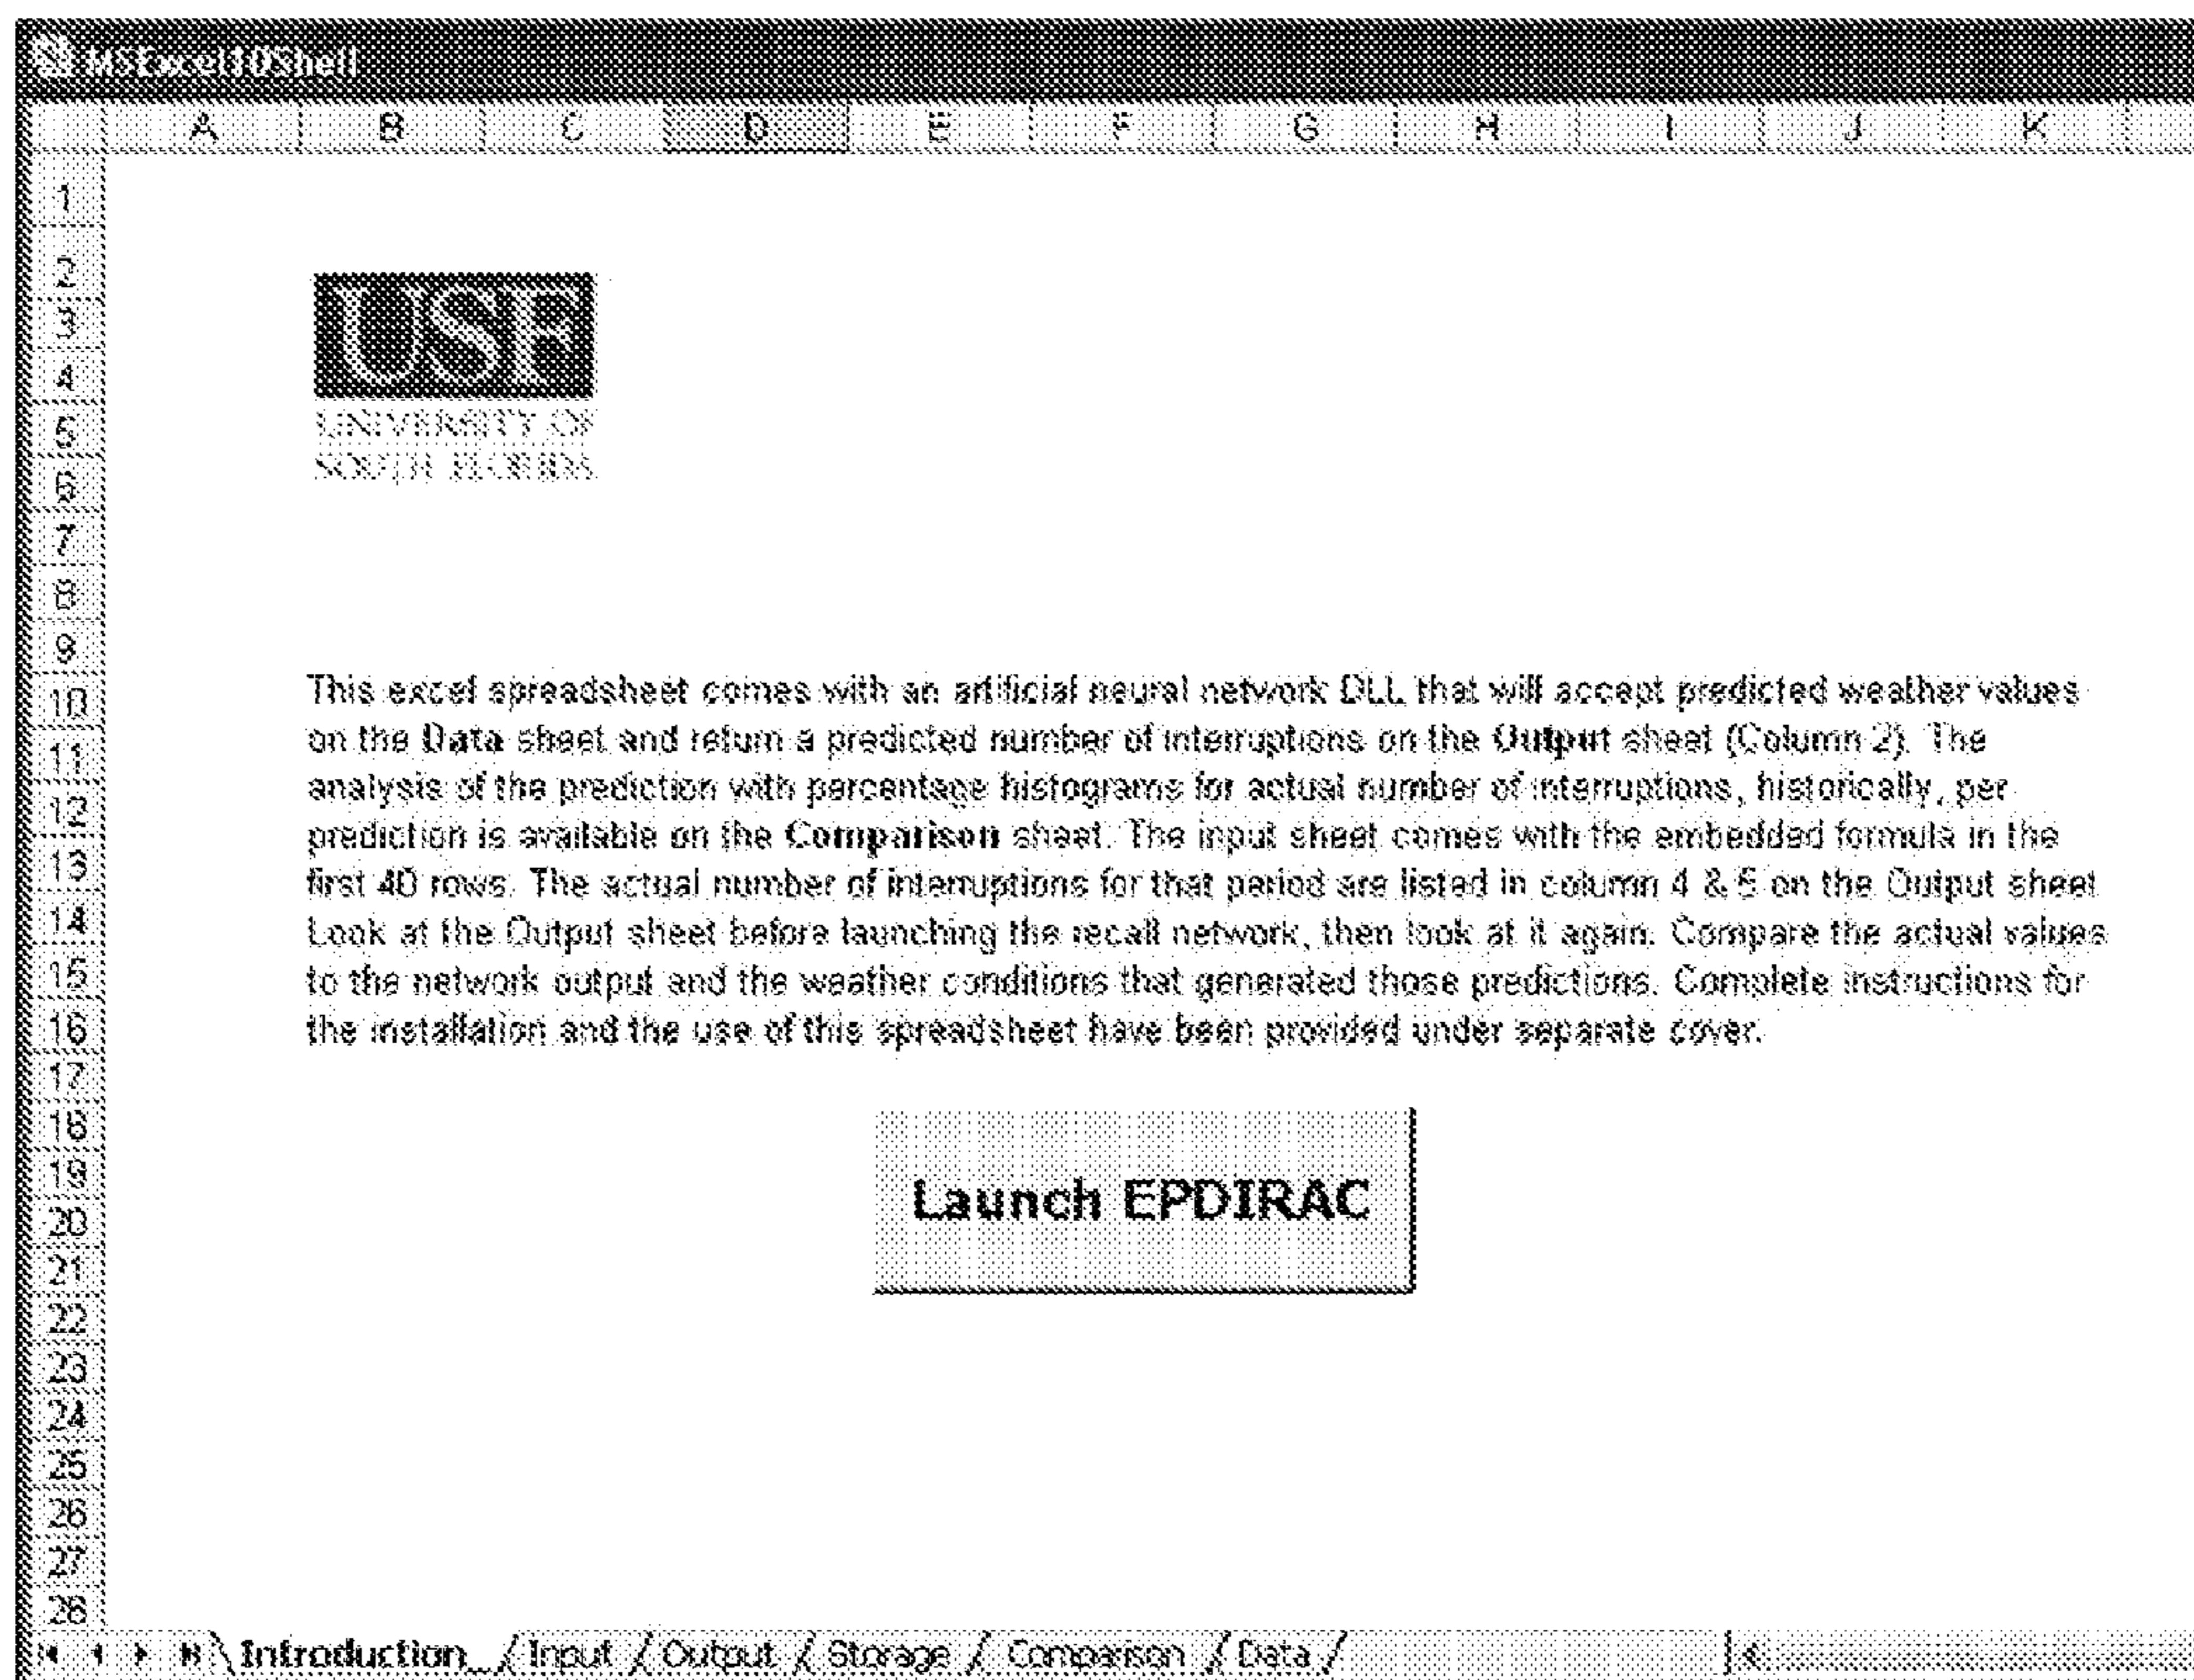 MSExcel10Shell
A B C D E F G H I J K
1
2
3
4
5
6
7
8
9
10
11
12
13
14
15
16
17
18
19
20
21
22
23
24
25
26
27
28
USF
UNIVERSITY OF
SOUTH FLORIDA
This excel spreadsheet comes with an artificial neural network DLL that will accept predicted weather values
on the Data sheet and return a predicted number of interruptions on the Output sheet (Column 2). The
analysis of the prediction with percentage histograms for actual number of interruptions, historically, per
prediction is available on the Comparison sheet. The input sheet comes with the embedded formula in the
first 40 rows. The actual number of interruptions for that period are listed in column 4 & 5 on the Output sheet
Look at the Output sheet before launching the recall network, then look at it again. Compare the actual values
to the network output and the weather conditions that generated those predictions. Complete instructions for
the installation and the use of this spreadsheet have been provided under separate cover.
Launch EPDIRAC
Introduction Input Output Storage Comparison Data